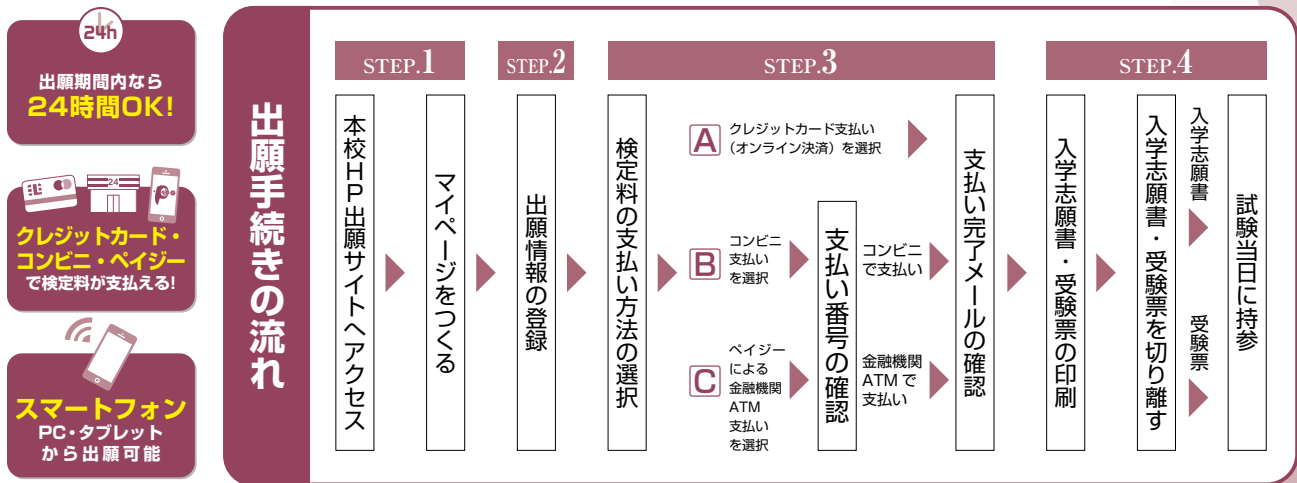 24h
出願期間内なら
24時間OK!
24
クレジットカード・
コンビニ・ペイジー
で検定料が支払える!
スマートフォン
PC・タブレット
から出願可能
出願手続きの流れ
STEP.1
本校HP出願サイトへアクセス
マイページをつくる
STEP.2
出願情報の登録
STEP.3
検定料の支払い方法の選択
A
クレジットカード支払い
（オンライン決済）を選択
B
コンビニ
支払い
を選択
C
ペイジー
による
金融機関
ATM
支払い
を選択
支払い番号の確認
コンビニ
で支払い
金融機関
ATMで
支払い
支払い完了メールの確認
STEP.4
入学志願書・受験票の印刷
入学志願書・受験票を切り離す
入学志願書
受験票
試験当日に持参